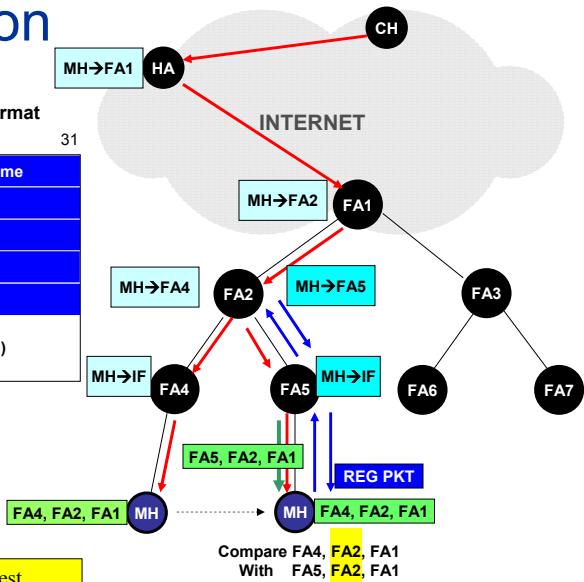 on
CH
MH→FA1
HA
rmat
31
INTERNET
me
MH→FA2
FA1
MH→FA4
FA2
MH→FA5
FA3
)
MH→IF
FA4
FA5
MH→IF
FA6
FA7
FA5, FA2, FA1
REG PKT
FA4, FA2, FA1
MH
MH
FA4, FA2, FA1
Compare FA4, FA2, FA1
With FA5, FA2, FA1
est